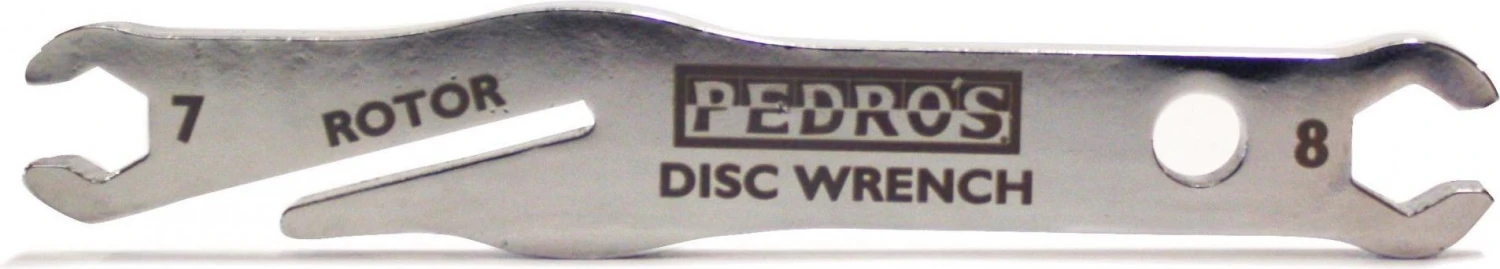 7
ROTOR
PEDRO'S
DISC WRENCH
8